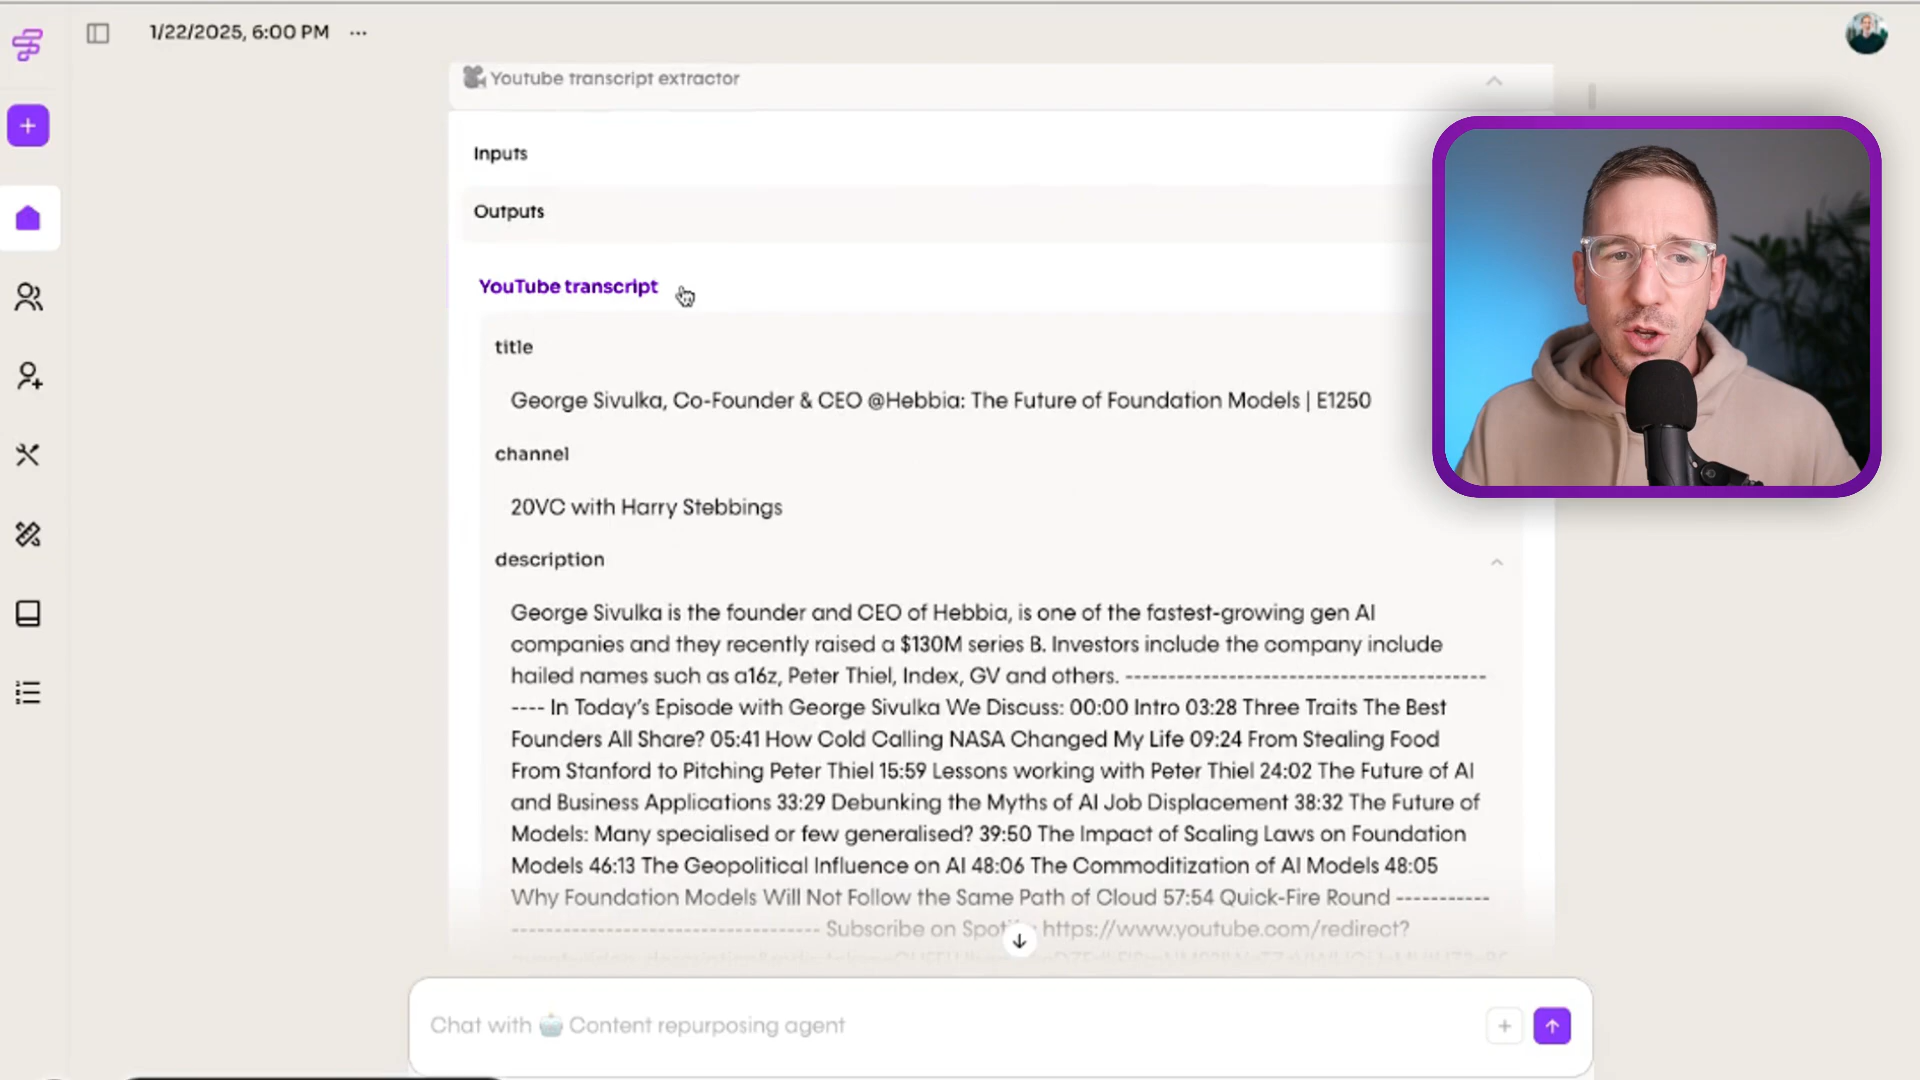 1/22/2025, 6:00 PM ...
Youtube transcript extractor
Inputs
Outputs
YouTube transcript
title
George Sivulka, Co-Founder & CEO @Hebbia: The Future of Foundation Models | E1250
channel
20VC with Harry Stebbings
description
George Sivulka is the founder and CEO of Hebbia, is one of the fastest-growing gen AI
companies and they recently raised a $130M series B. Investors include the company include
hailed names such as a16z, Peter Thiel, Index, GV and others. ------------------------------------------
---- In Today's Episode with George Sivulka We Discuss: 00:00 Intro 03:28 Three Traits The Best
Founders All Share? 05:41 How Cold Calling NASA Changed My Life 09:24 From Stealing Food
From Stanford to Pitching Peter Thiel 15:59 Lessons working with Peter Thiel 24:02 The Future of AI
and Business Applications 33:29 Debunking the Myths of AI Job Displacement 38:32 The Future of
Models: Many specialised or few generalised? 39:50 The Impact of Scaling Laws on Foundation
Models 46:13 The Geopolitical Influence on AI 48:06 The Commoditization of AI Models 48:05
Why Foundation Models Will Not Follow the Same Path of Cloud 57:54 Quick-Fire Round -----------
------------------------------------ Subscribe on https://www.youtube.com/redirect?
Chat with Content repurposing agent